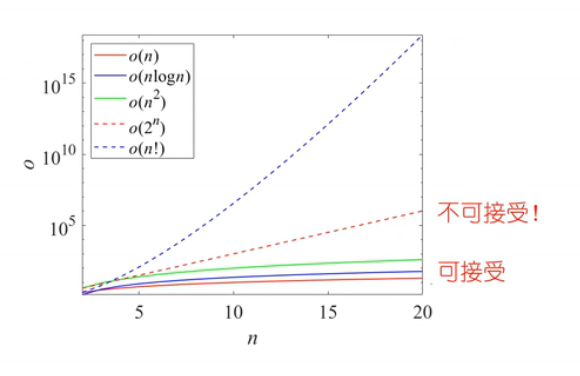 o(n)
o(nlogn)
o(n²)
o(2ⁿ)
o(n!)
10¹⁵
10¹⁰
10⁵
o
5
10
15
20
n
不可接受!
可接受